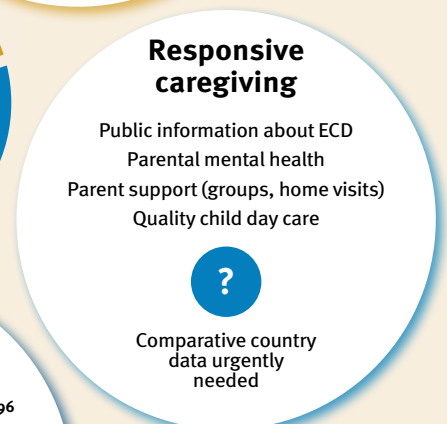 Responsive
caregiving
Public information about ECD
Parental mental health
Parent support (groups, home visits)
Quality child day care
?
Comparative country
data urgently
needed
96